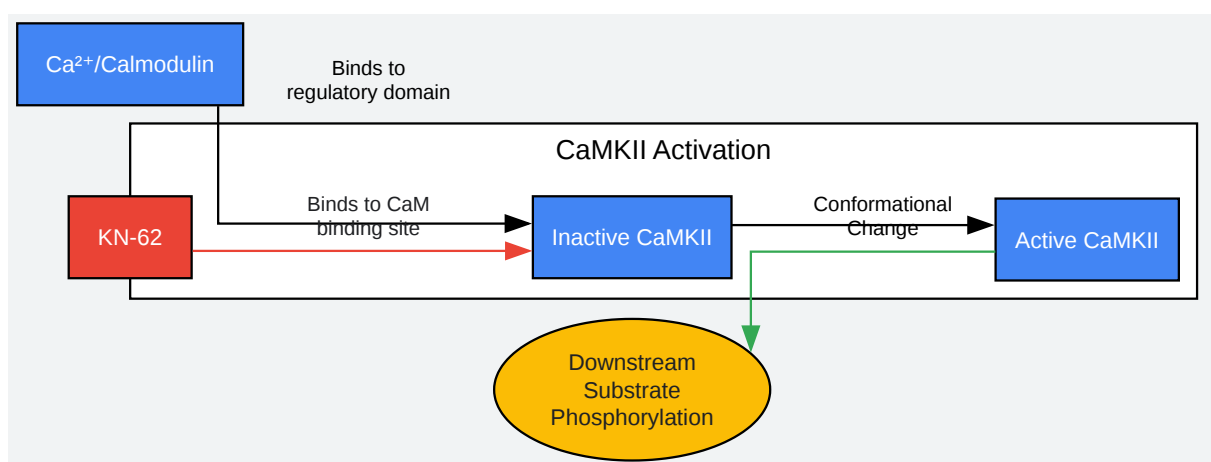 Ca²⁺/Calmodulin
Binds to
regulatory domain
CaMKII Activation
KN-62
Binds to CaM
binding site
Inactive CaMKII
Conformational
Change
Active CaMKII
Downstream
Substrate
Phosphorylation